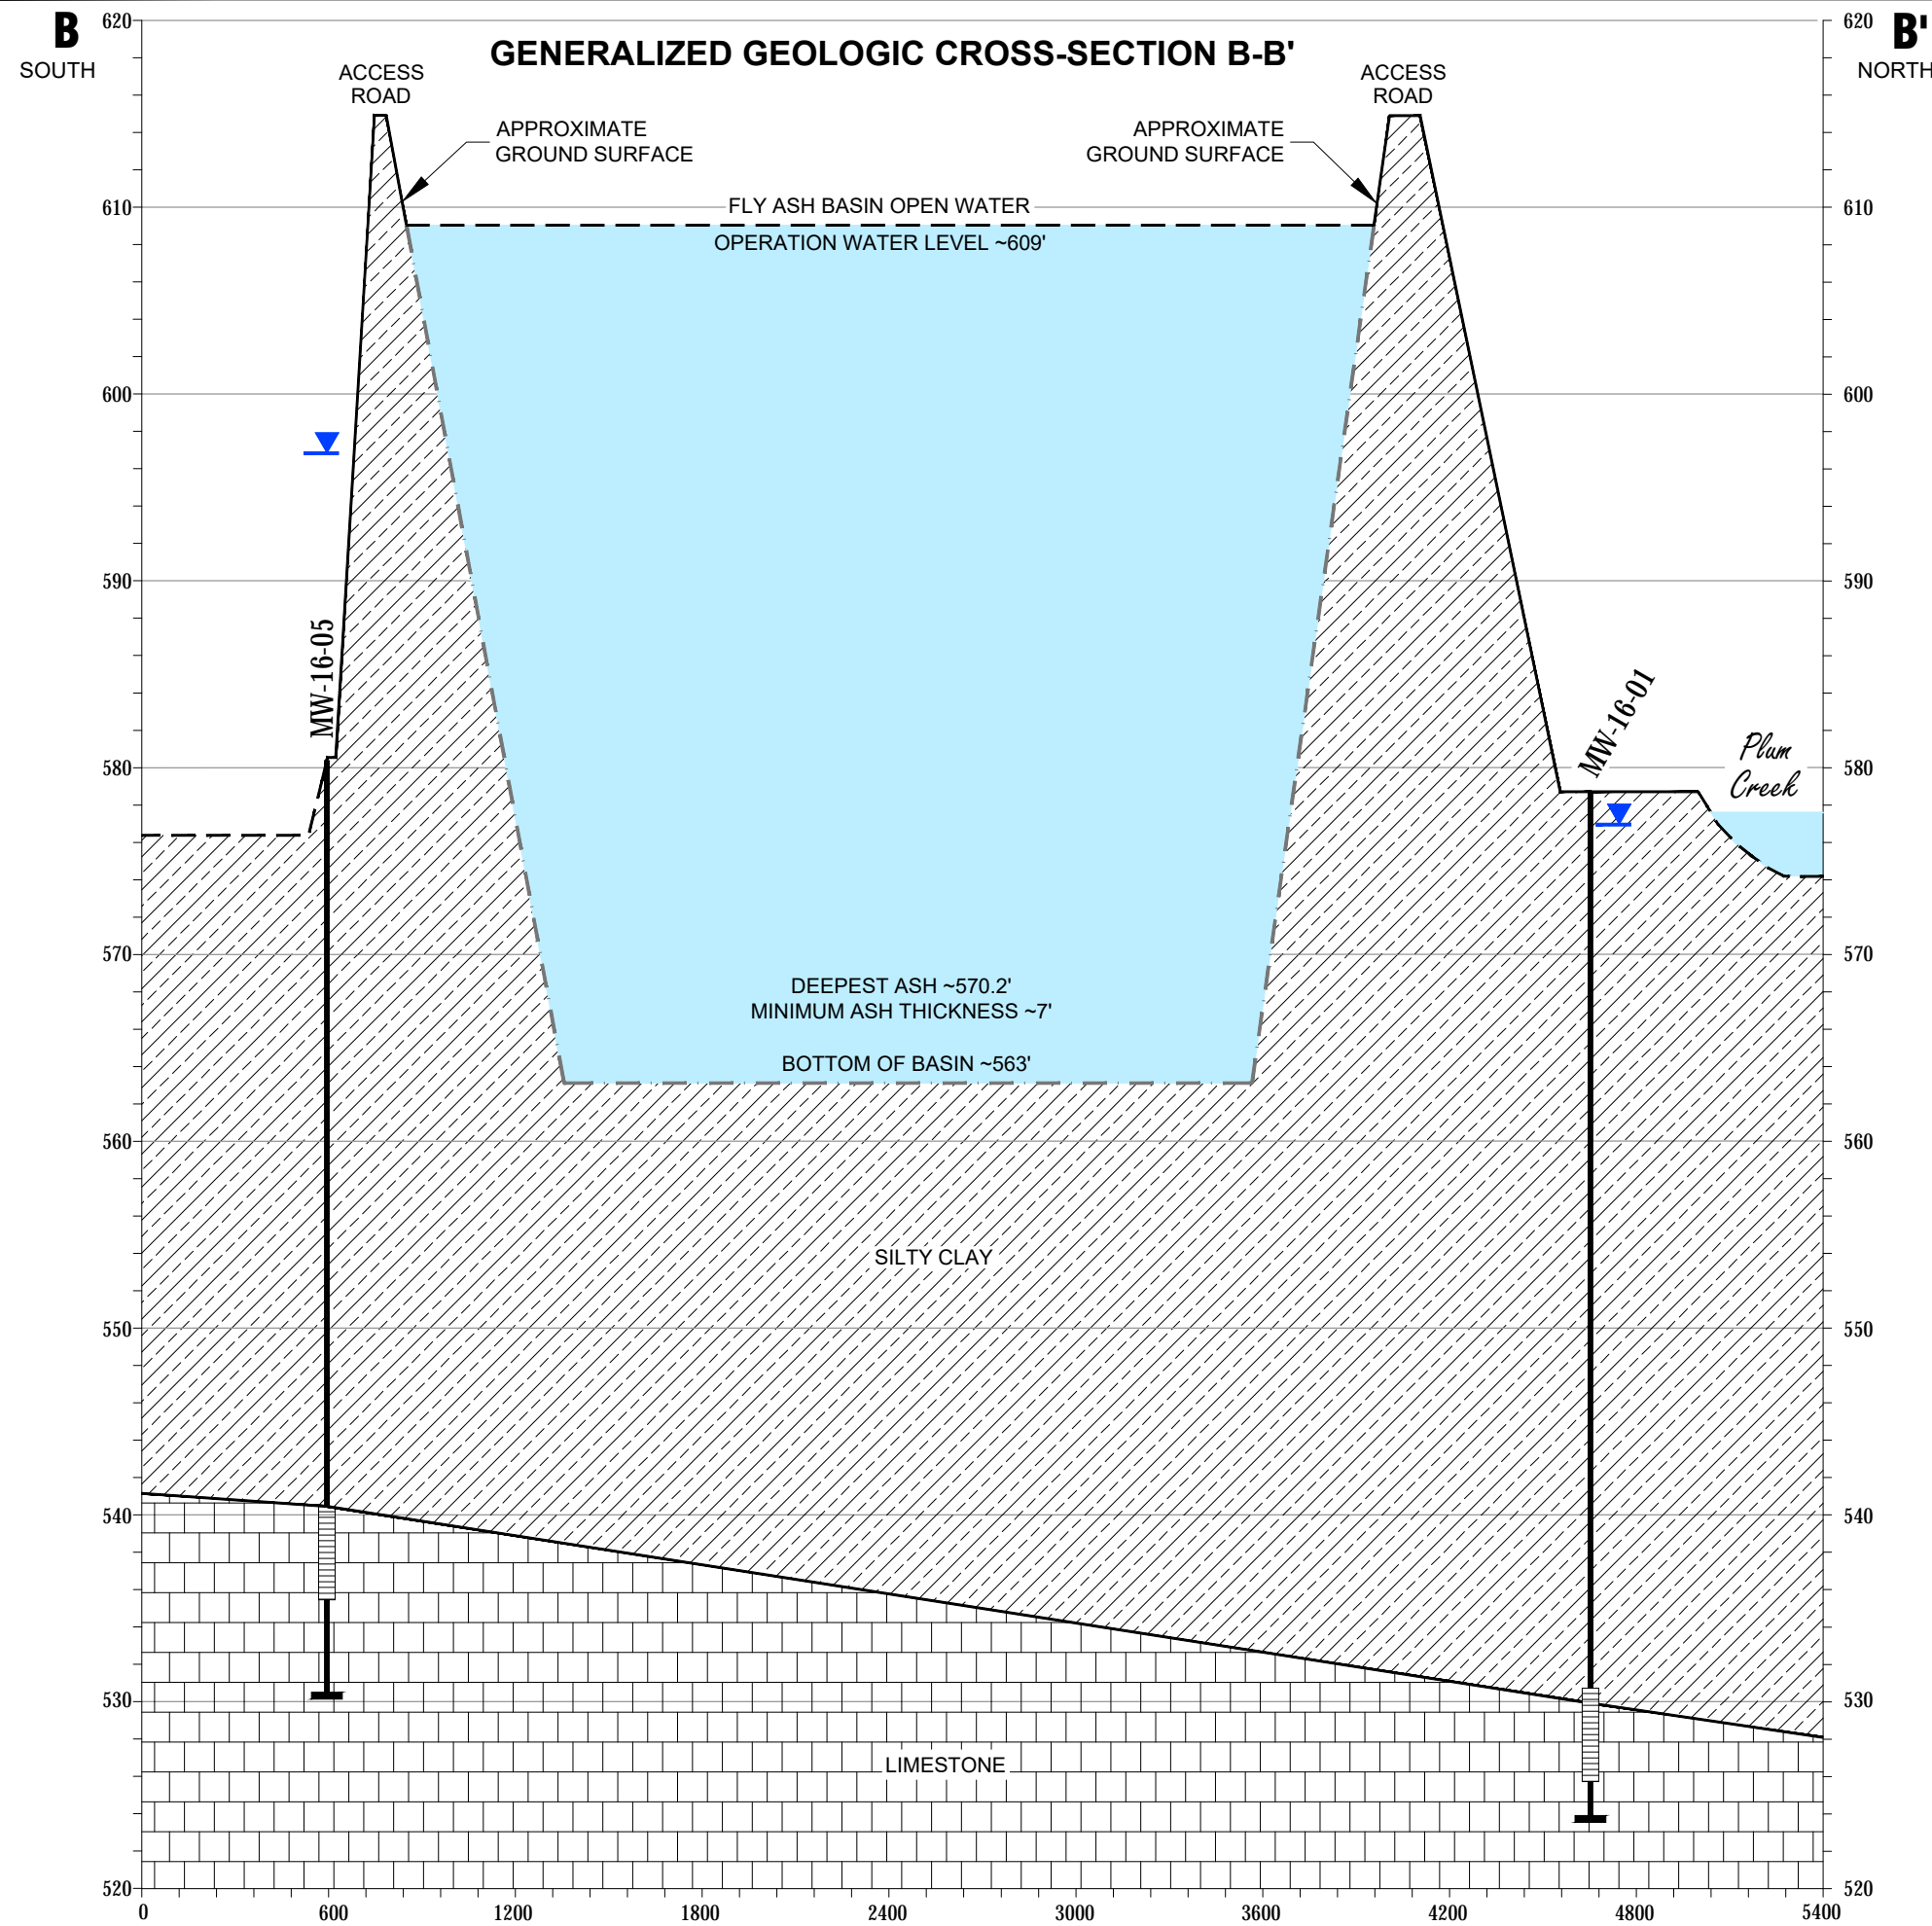 B
SOUTH
GENERALIZED GEOLOGIC CROSS-SECTION B-B'
B'
NORTH
ACCESS
ROAD
ACCESS
ROAD
APPROXIMATE
GROUND SURFACE
APPROXIMATE
GROUND SURFACE
FLY ASH BASIN OPEN WATER
OPERATION WATER LEVEL ~609'
MW-16-05
MW-16-01
Plum
Creek
DEEPEST ASH ~570.2'
MINIMUM ASH THICKNESS ~7'
BOTTOM OF BASIN ~563'
SILTY CLAY
LIMESTONE
620
610
600
590
580
570
560
550
540
530
520
620
610
600
590
580
570
560
550
540
530
520
0 600 1200 1800 2400 3000 3600 4200 4800 5400